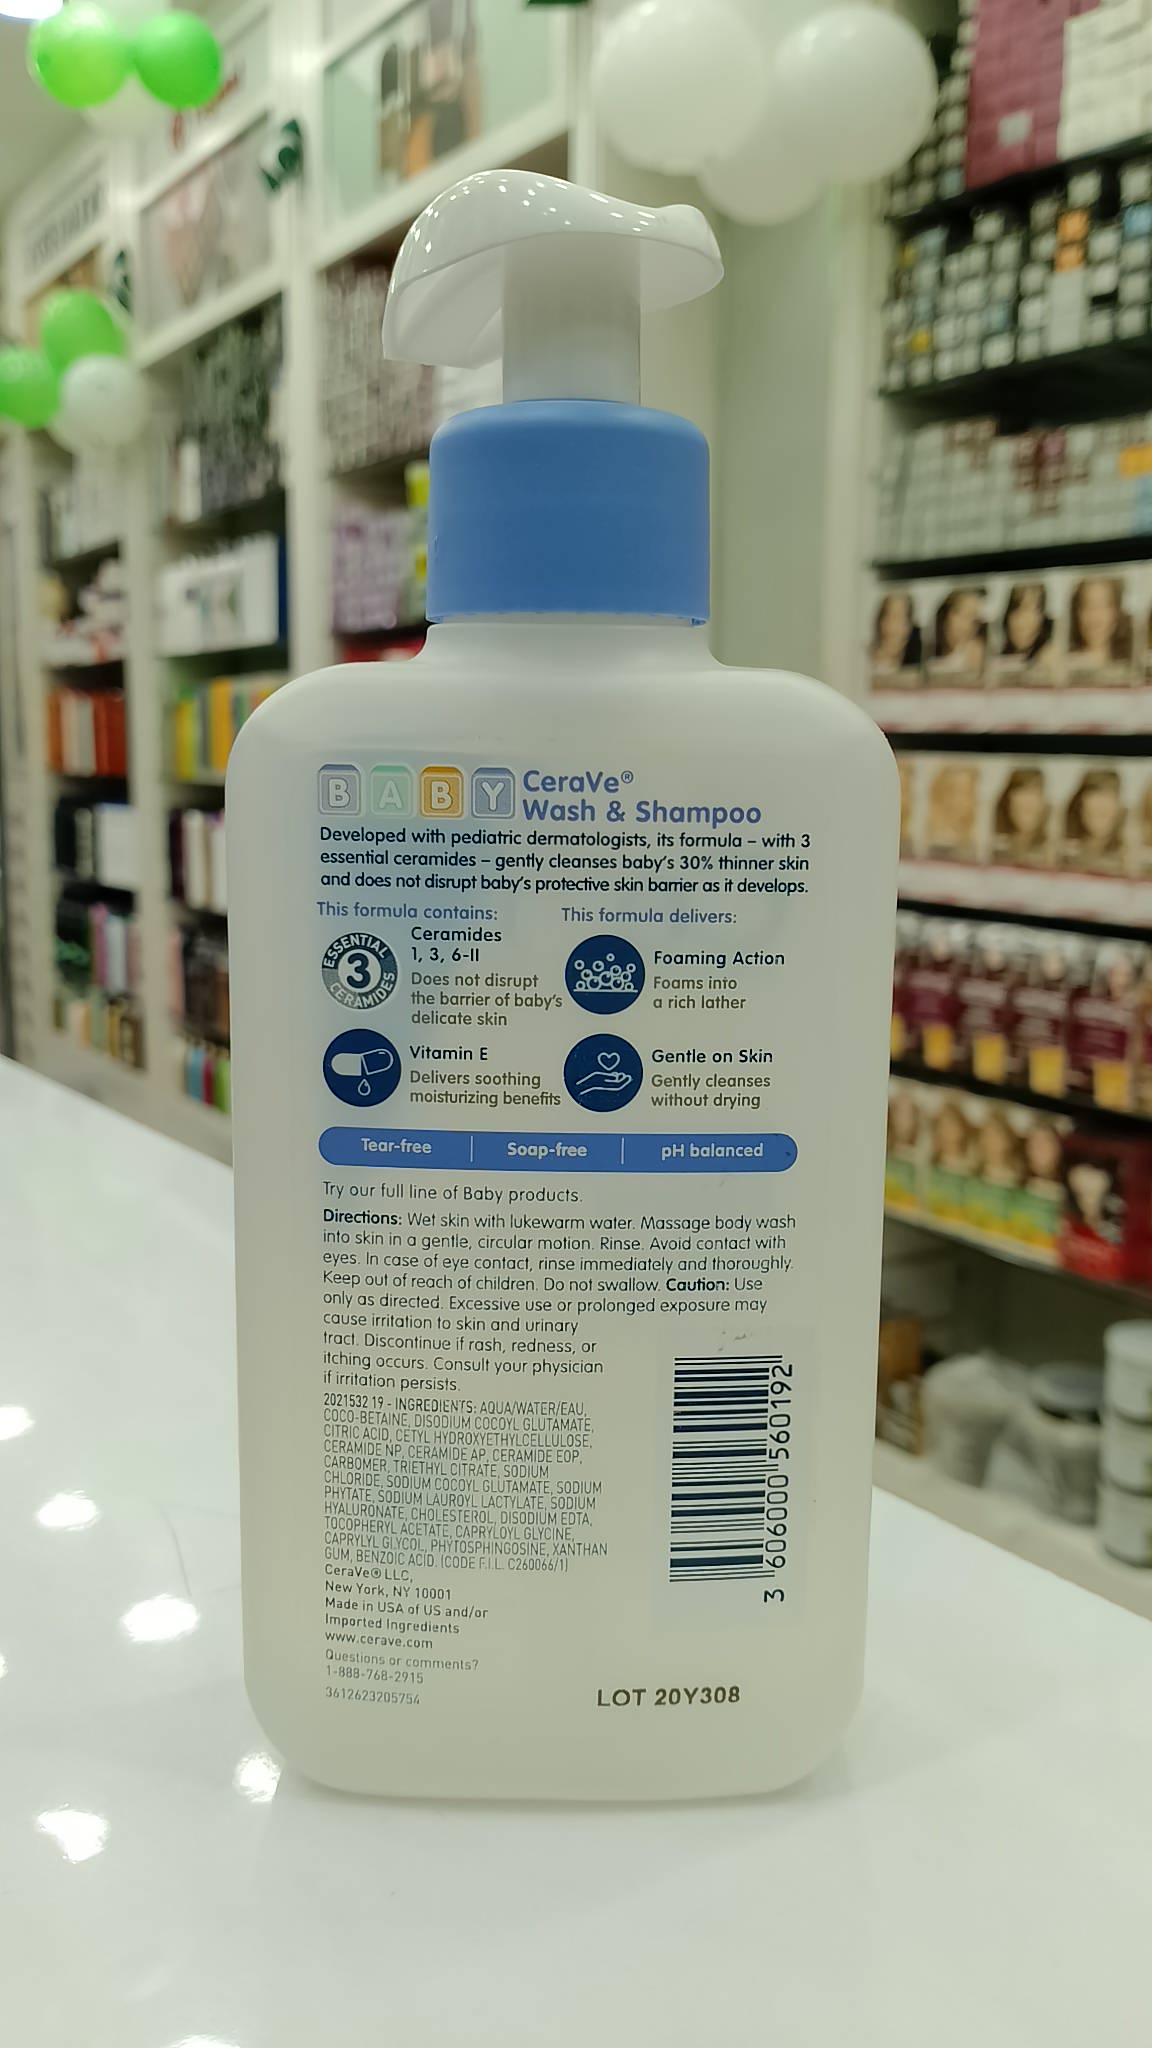 BABY CeraVe®
Wash & Shampoo
Developed with pediatric dermatologists, its formula – with 3
essential ceramides – gently cleanses baby's 30% thinner skin
and does not disrupt baby's protective skin barrier as it develops.
This formula contains:
ESSENTIAL
3
CERAMIDES
Ceramides
1, 3, 6-II
Does not disrupt
the barrier of baby's
delicate skin
Vitamin E
Delivers soothing
moisturizing benefits
This formula delivers:
Foaming Action
Foams into
a rich lather
Gentle on Skin
Gently cleanses
without drying
Tear-free | Soap-free | pH balanced
Try our full line of Baby products.
Directions: Wet skin with lukewarm water. Massage body wash
into skin in a gentle, circular motion. Rinse. Avoid contact with
eyes. In case of eye contact, rinse immediately and thoroughly.
Keep out of reach of children. Do not swallow. Caution: Use
only as directed. Excessive use or prolonged exposure may
cause irritation to skin and urinary
tract. Discontinue if rash, redness, or
itching occurs. Consult your physician
if irritation persists.
2021532 19 - INGREDIENTS: AQUA/WATER/EAU,
COCO-BETAINE, DISODIUM COCOYL GLUTAMATE,
CITRIC ACID, CETYL HYDROXYETHYLCELLULOSE,
CERAMIDE NP, CERAMIDE AP, CERAMIDE EOP,
CARBOMER, TRIETHYL CITRATE, SODIUM
CHLORIDE, SODIUM COCOYL GLUTAMATE, SODIUM
PHYTATE, SODIUM LAUROYL LACTYLATE, SODIUM
HYALURONATE, CHOLESTEROL, DISODIUM EDTA,
TOCOPHERYL ACETATE, CAPRYLOYL GLYCINE,
CAPRYLYL GLYCOL, PHYTOSPHINGOSINE, XANTHAN
GUM, BENZOIC ACID. (CODE F.I.L. C260066/1)
CeraVe® LLC,
New York, NY 10001
Made in USA of US and/or
Imported Ingredients
www.cerave.com
Questions or comments?
1-888-768-2915
3612623205754
3 606000 560192
LOT 20Y308